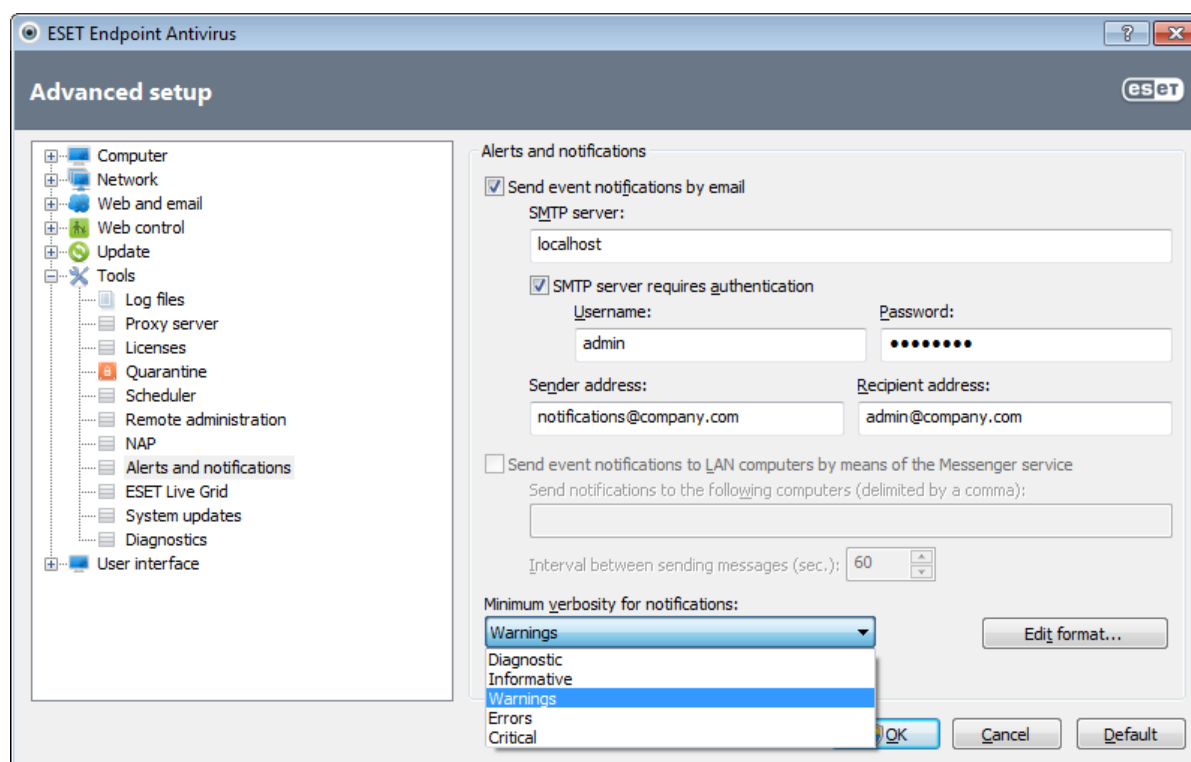 ESET Endpoint Antivirus
?
Advanced setup
eseT
Computer
Network
Web and email
Web control
Update
Tools
Log files
Proxy server
Licenses
Quarantine
Scheduler
Remote administration
NAP
Alerts and notifications
ESET Live Grid
System updates
Diagnostics
User interface
Alerts and notifications
Send event notifications by email
SMTP server:
localhost
SMTP server requires authentication
Username: Password:
admin ••••••••
Sender address: Recipient address:
notifications@company.com admin@company.com
Send event notifications to LAN computers by means of the Messenger service
Send notifications to the following computers (delimited by a comma):
Interval between sending messages (sec.): 60
Minimum verbosity for notifications:
Warnings Edit format...
Diagnostic
Informative
Warnings
Errors
Critical
OK Cancel Default